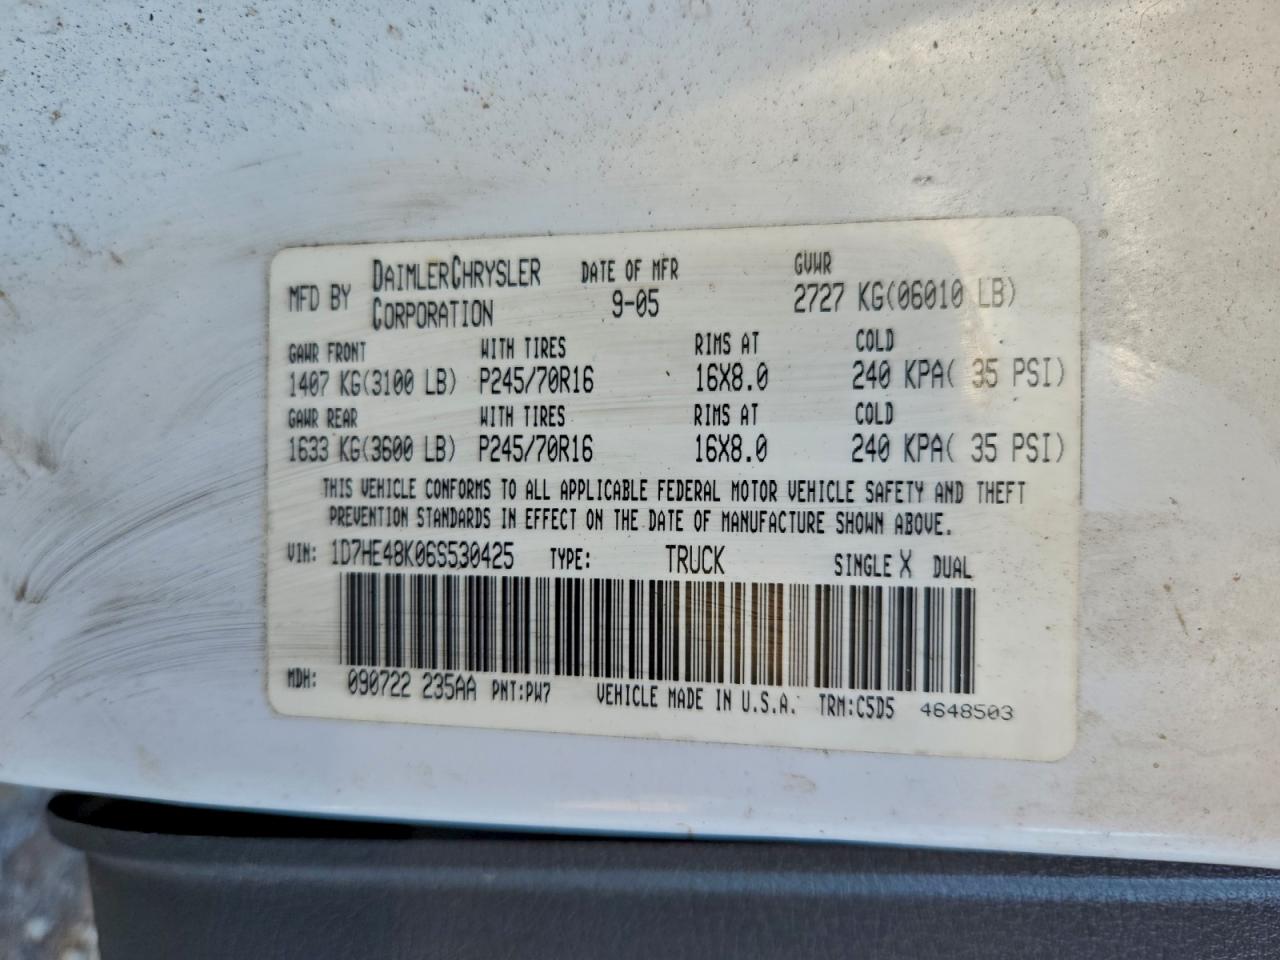 MFD BY DAIMLERCHRYSLER CORPORATION DATE OF MFR 9-05 GVWR 2727 KG(06010 LB)
GAWR FRONT WITH TIRES RIMS AT COLD
1407 KG(3100 LB) P245/70R16 16X8.0 240 KPA( 35 PSI)
GAWR REAR WITH TIRES RIMS AT COLD
1633 KG(3600 LB) P245/70R16 16X8.0 240 KPA( 35 PSI)
THIS VEHICLE CONFORMS TO ALL APPLICABLE FEDERAL MOTOR VEHICLE SAFETY AND THEFT
PREVENTION STANDARDS IN EFFECT ON THE DATE OF MANUFACTURE SHOWN ABOVE.
VIN: 1D7HE48K06S530425 TYPE: TRUCK SINGLE X DUAL
MDH: 090722 235AA PNT:PW7 VEHICLE MADE IN U.S.A. TRM:C5D5 4648503